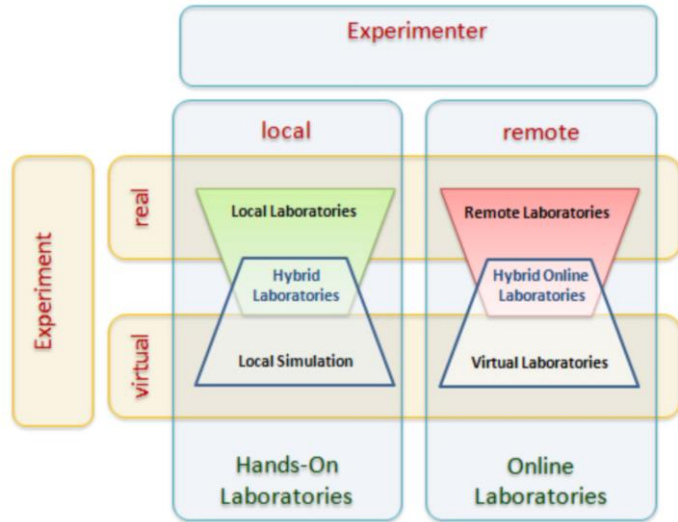 Experimenter
local
remote
Experiment
real
Local Laboratories
Remote Laboratories
Hybrid
Laboratories
Hybrid Online
Laboratories
virtual
Local Simulation
Virtual Laboratories
Hands-On
Laboratories
Online
Laboratories